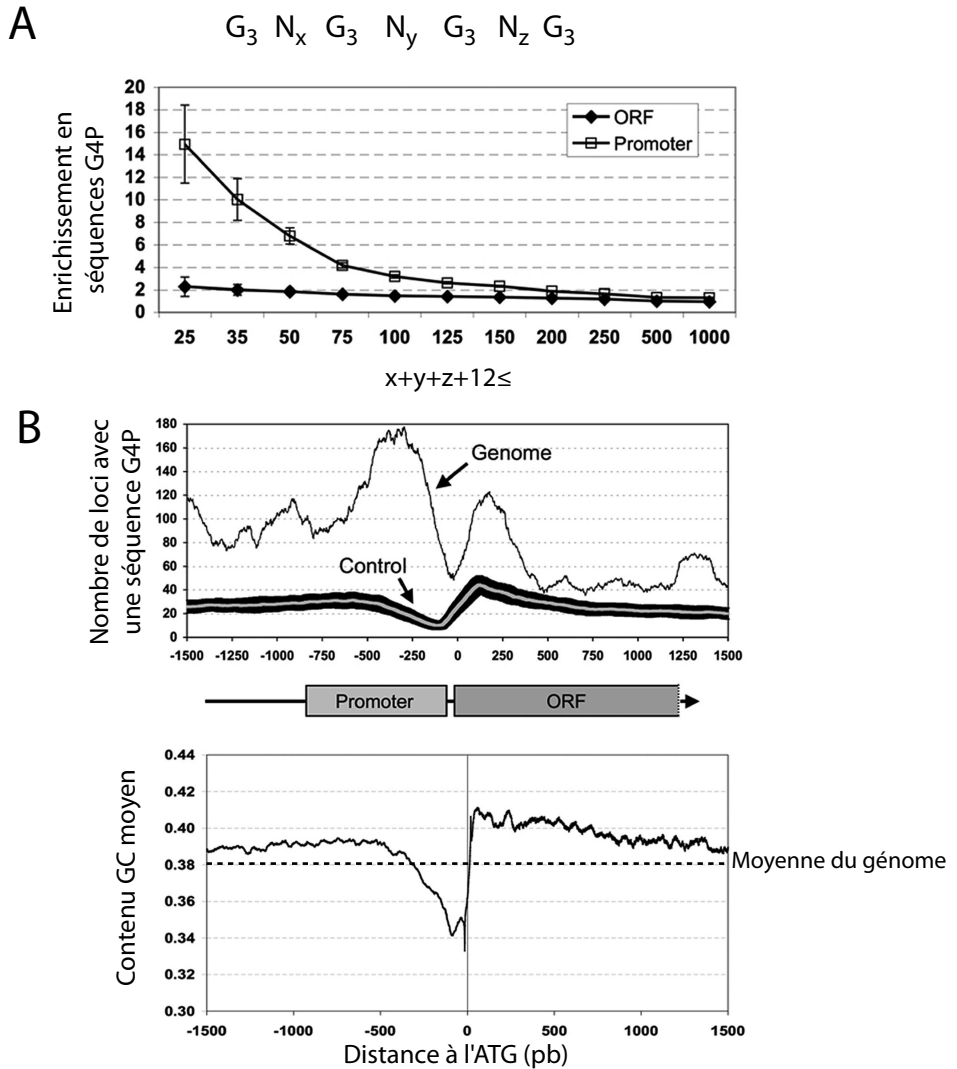 A
G3 Nx G3 Ny G3 Nz G3
Enrichissement en
séquences G4P
20
18
16
14
12
10
8
6
4
2
0
ORF
Promoter
25 35 50 75 100 125 150 200 250 500 1000
x+y+z+12≤
B
Nombre de loci avec
une séquence G4P
180
160
140
120
100
80
60
40
20
0
Genome
Control
-1500 -1250 -1000 -750 -500 -250 0 250 500 750 1000 1250 1500
Promoter ORF
Contenu GC moyen
0.44
0.42
0.40
0.38
0.36
0.34
0.32
0.30
Moyenne du génome
-1500 -1000 -500 0 500 1000 1500
Distance à l'ATG (pb)